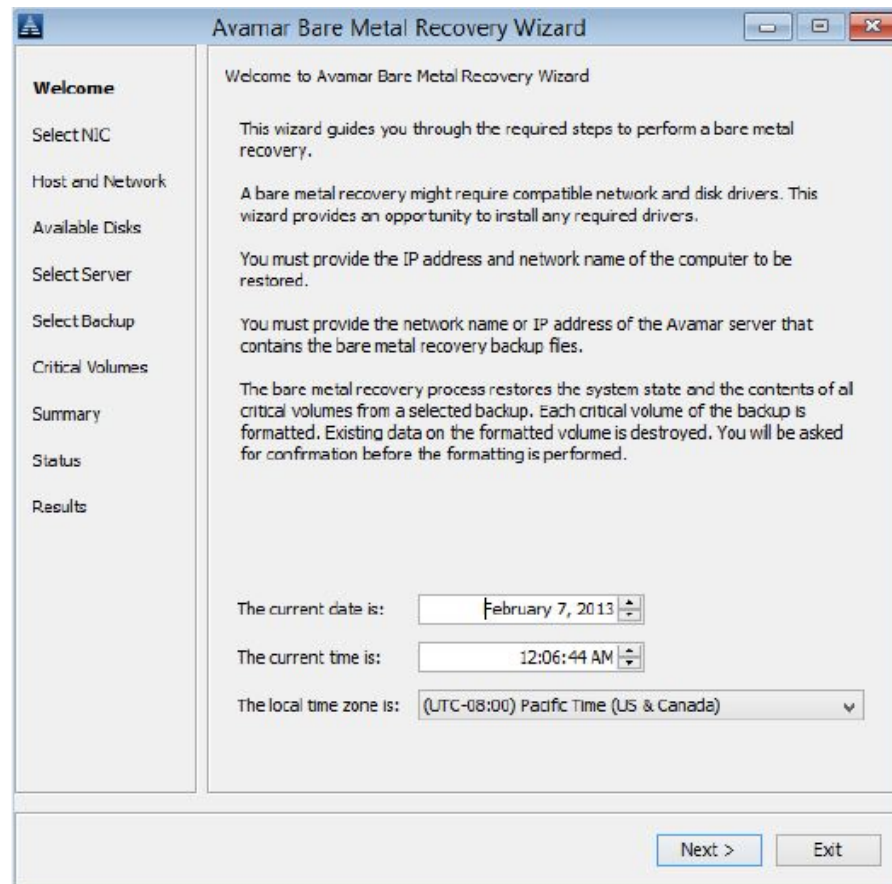 Avamar Bare Metal Recovery Wizard
Welcome
Select NIC
Host and Network
Available Disks
Select Server
Select Backup
Critical Volumes
Summary
Status
Results
Welcome to Avamar Bare Metal Recovery Wizard
This wizard guides you through the required steps to perform a bare metal
recovery.
A bare metal recovery might require compatible network and disk drivers. This
wizard provides an opportunity to install any required drivers.
You must provide the IP address and network name of the computer to be
restored.
You must provide the network name or IP address of the Avamar server that
contains the bare metal recovery backup files.
The bare metal recovery process restores the system state and the contents of all
critical volumes from a selected backup. Each critical volume of the backup is
formatted. Existing data on the formatted volume is destroyed. You will be asked
for confirmation before the formatting is performed.
The current date is: February 7, 2013
The current time is: 12:06:44 AM
The local time zone is: (UTC-08:00) Pacific Time (US & Canada)
Next > Exit